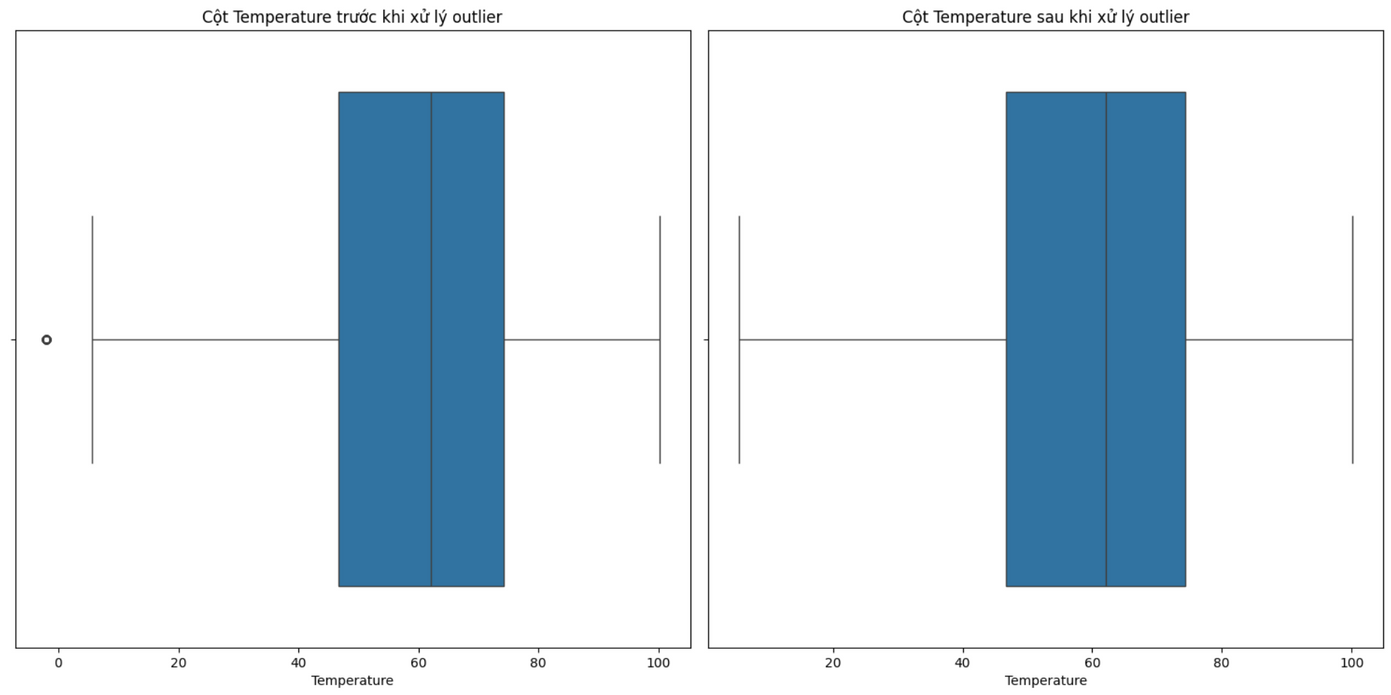 Cột Temperature trước khi xử lý outlier
0 20 40 60 80 100
Temperature
Cột Temperature sau khi xử lý outlier
20 40 60 80 100
Temperature